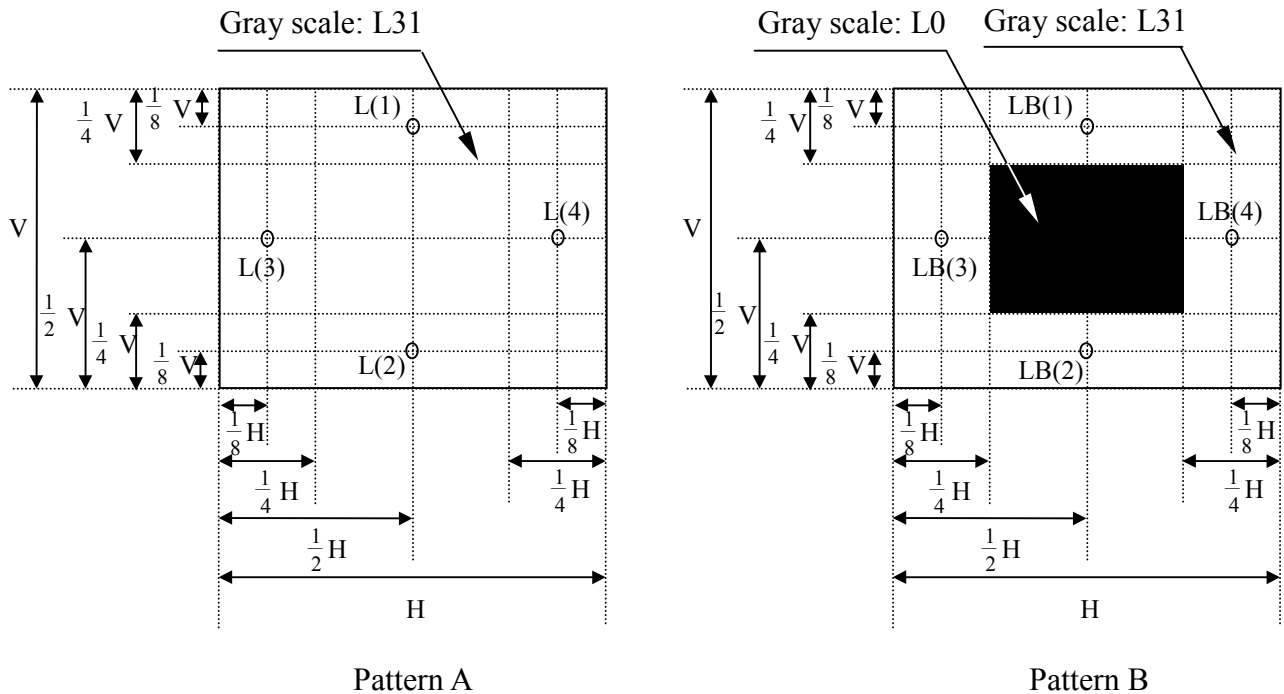 Gray scale: L31
1/4 V
1/8 V
L(1)
V
L(4)
L(3)
1/2 V
1/4 V
1/8 V
L(2)
1/8 H
1/8 H
1/4 H
1/4 H
1/2 H
H
Pattern A
Gray scale: L0
Gray scale: L31
1/4 V
1/8 V
LB(1)
V
LB(4)
LB(3)
1/2 V
1/4 V
1/8 V
LB(2)
1/8 H
1/8 H
1/4 H
1/4 H
1/2 H
H
Pattern B